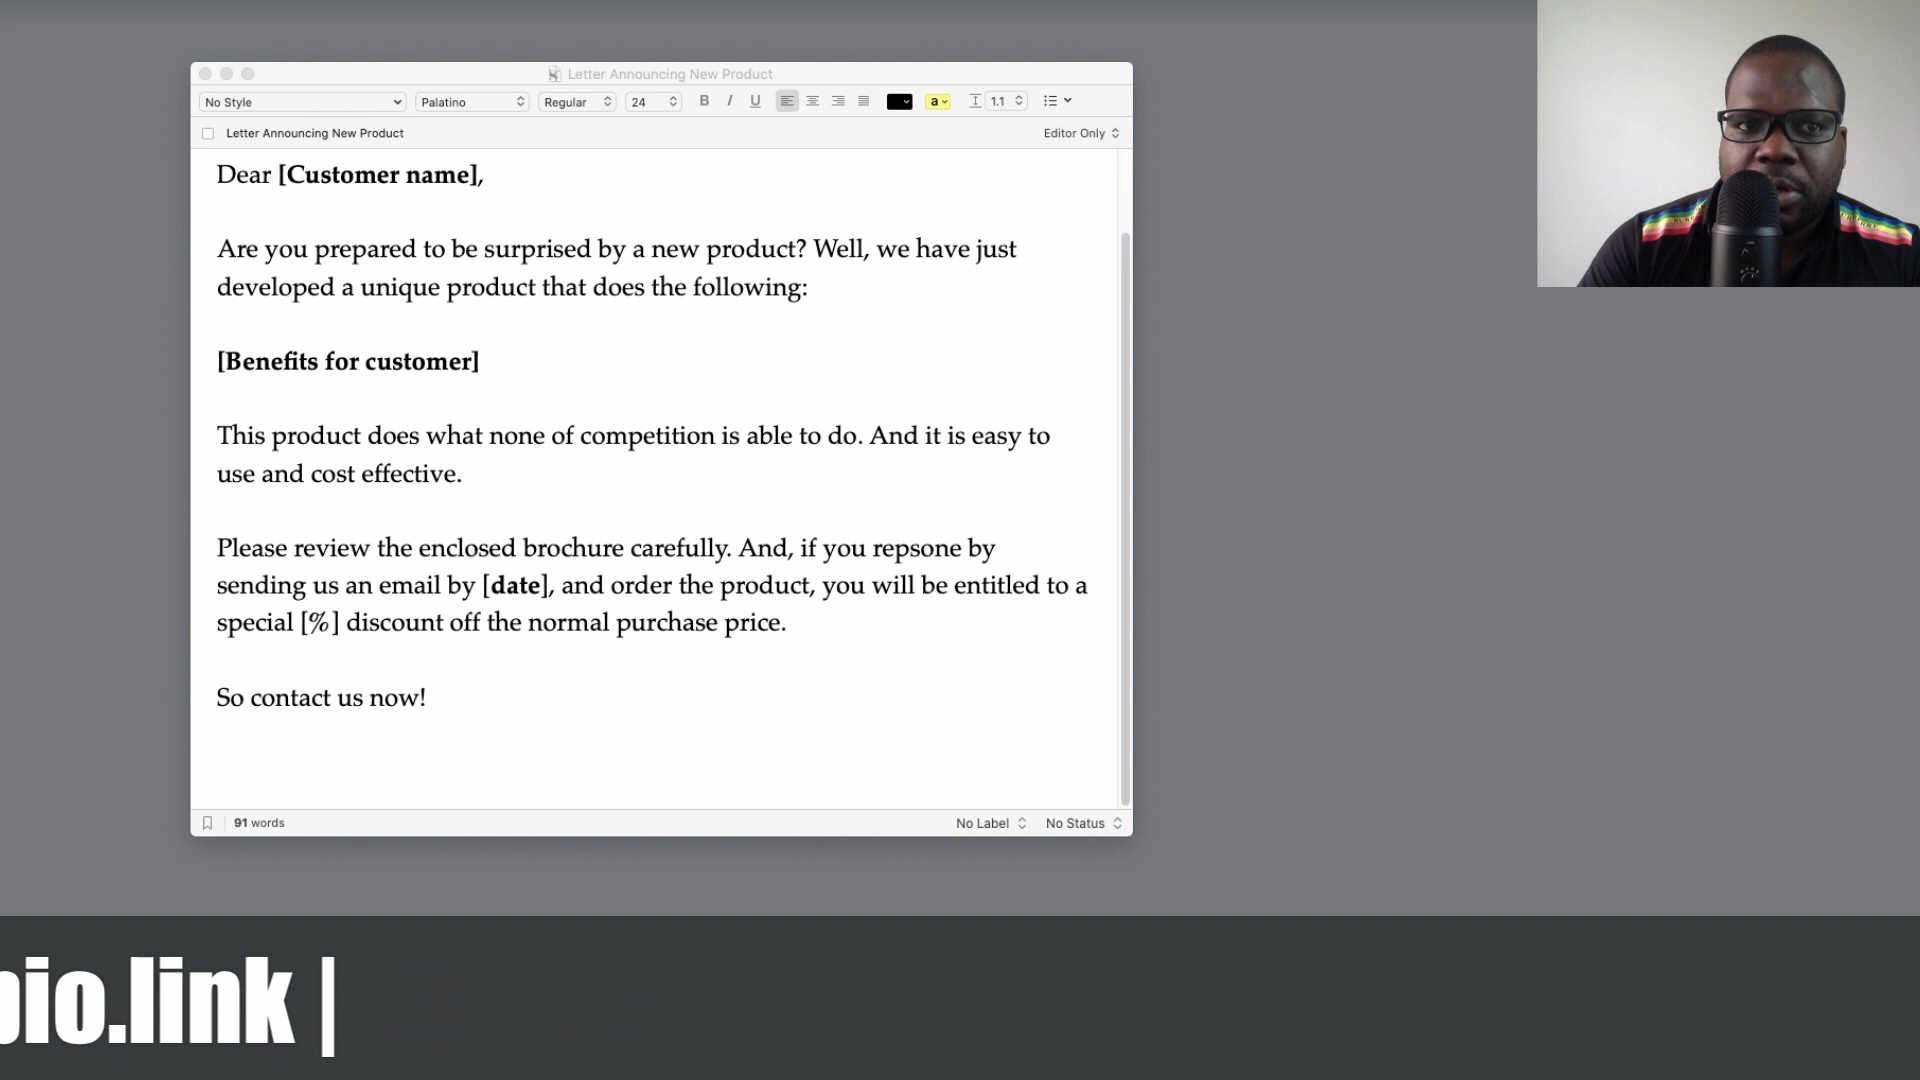 Letter Announcing New Product
No Style Palatino Regular 24 B I U a 1.1
Letter Announcing New Product Editor Only
Dear [Customer name],
Are you prepared to be surprised by a new product? Well, we have just
developed a unique product that does the following:
[Benefits for customer]
This product does what none of competition is able to do. And it is easy to
use and cost effective.
Please review the enclosed brochure carefully. And, if you repsone by
sending us an email by [date], and order the product, you will be entitled to a
special [%] discount off the normal purchase price.
So contact us now!
91 words No Label No Status
bio.link |